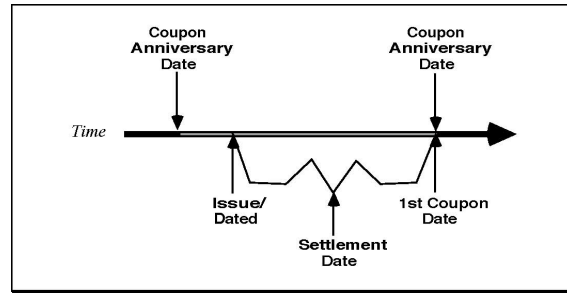 Coupon
Anniversary
Date
Coupon
Anniversary
Date
Time
Issue/
Dated
1st Coupon
Date
Settlement
Date